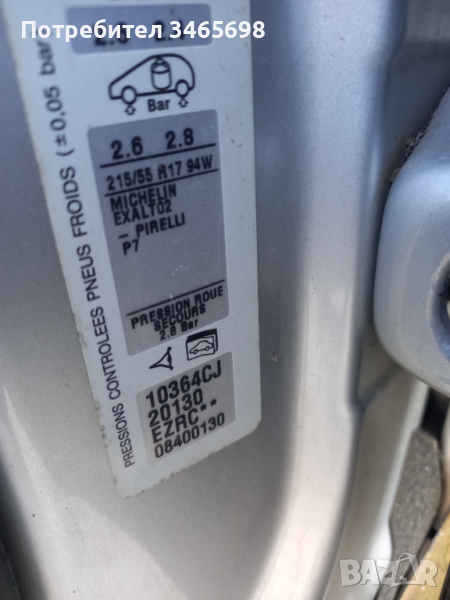 Потребител 3465698
Bar
2.6 2.8
215/55 R17 94W
MICHELIN
EXALTO2
- PIRELLI
P7
PRESSION ROUE
SECOURS
2.8 Bar
PRESSIONS CONTROLEES PNEUS FROIDS (±0,05 bar
10364CJ
20130
EZRC**
08400130
BAZAR